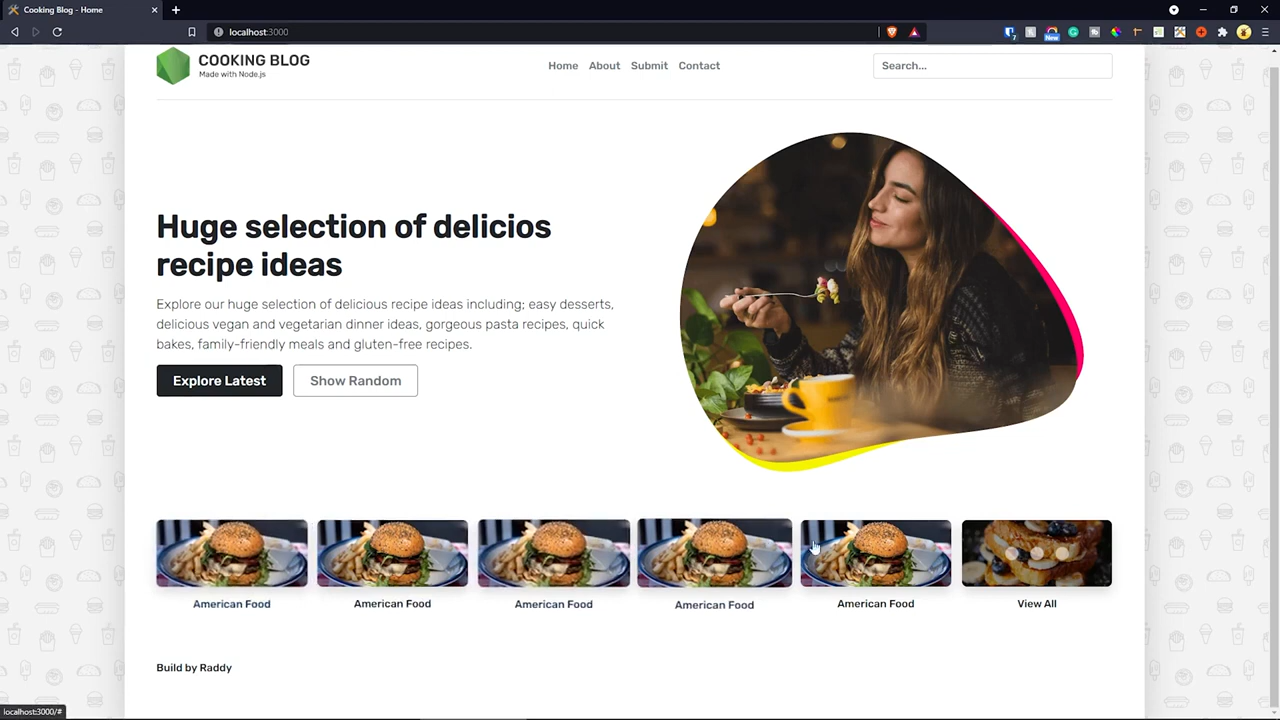 Cooking Blog - Home
localhost:3000
New
COOKING BLOG
Made with Node.js
Home About Submit Contact
Search...
Huge selection of delicios
recipe ideas
Explore our huge selection of delicious recipe ideas including; easy desserts,
delicious vegan and vegetarian dinner ideas, gorgeous pasta recipes, quick
bakes, family-friendly meals and gluten-free recipes.
Explore Latest Show Random
American Food American Food American Food American Food American Food View All
Build by Raddy
localhost:3000/#